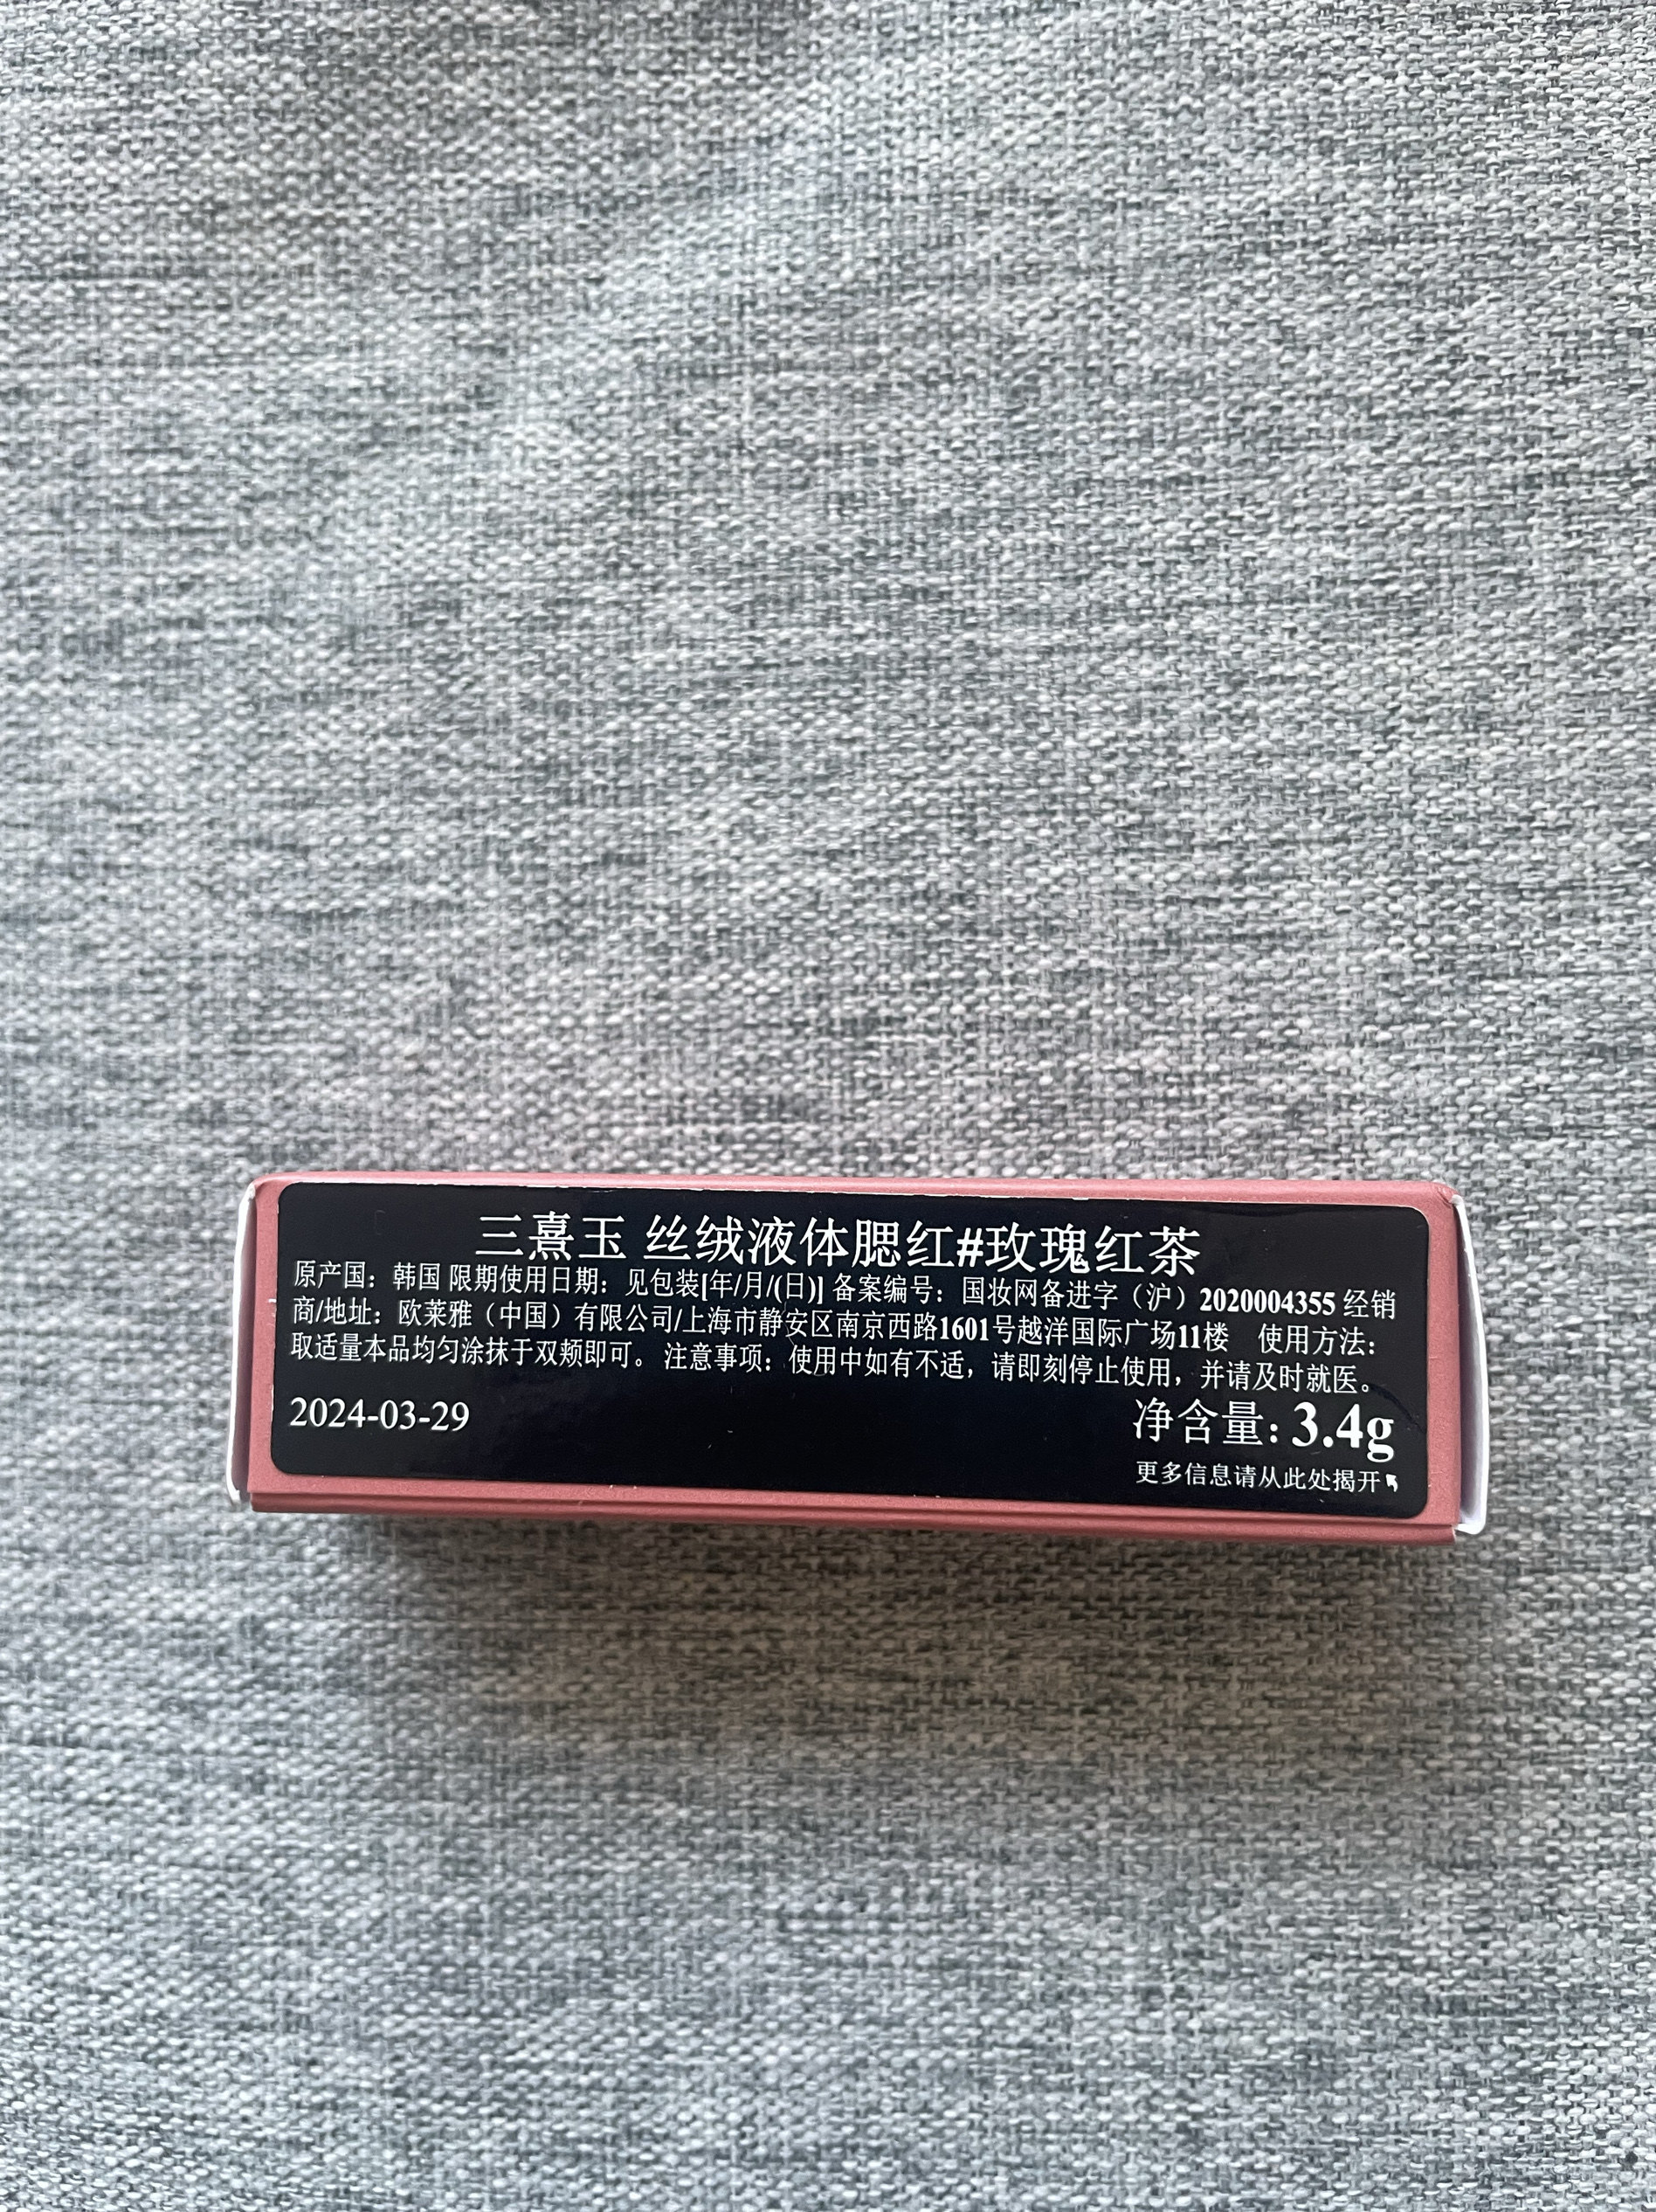 三熹玉 丝绒液体腮红#玫瑰红茶
原产国：韩国 限期使用日期：见包装[年/月/(日)] 备案编号：国妆网备进字（沪）2020004355 经销
商/地址：欧莱雅（中国）有限公司/上海市静安区南京西路1601号越洋国际广场11楼 使用方法：
取适量本品均匀涂抹于双颊即可。 注意事项：使用中如有不适，请即刻停止使用，并请及时就医。
2024-03-29
净含量：3.4g
更多信息请从此处揭开